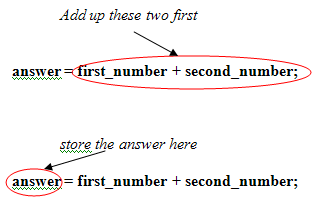 Add up these two first
answer = first_number + second_number;
store the answer here
answer = first_number + second_number;